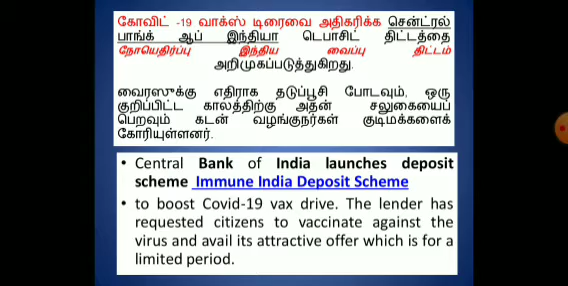 கோவிட் -19 வாக்ஸ் டிரைவை அதிகரிக்க சென்ட்ரல்
பாங்க் ஆப் இந்தியா டெபாசிட் திட்டத்தை
நோயெதிர்ப்பு இந்திய வைப்பு திட்டம்
அறிமுகப்படுத்துகிறது.
வைரஸுக்கு எதிராக தடுப்பூசி போடவும், ஒரு
குறிப்பிட்ட காலத்திற்கு அதன் சலுகையைப்
பெறவும் கடன் வழங்குநர்கள் குடிமக்களைக்
கோரியுள்ளனர்.
• Central Bank of India launches deposit
scheme Immune India Deposit Scheme
• to boost Covid-19 vax drive. The lender has
requested citizens to vaccinate against the
virus and avail its attractive offer which is for a
limited period.